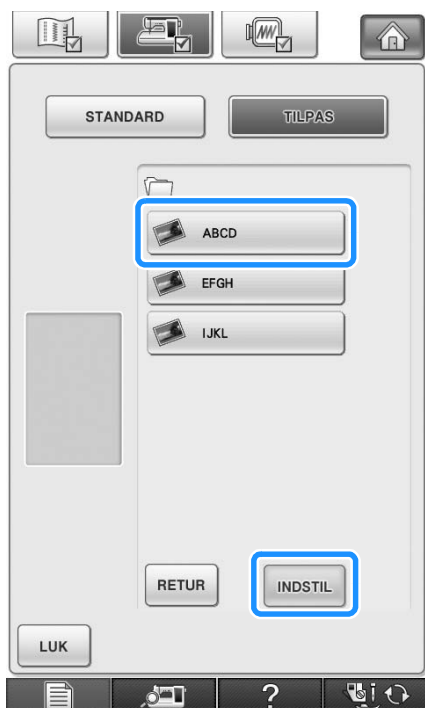 STANDARD TILPAS
ABCD
EFGH
IJKL
RETUR INDSTIL
LUK
?